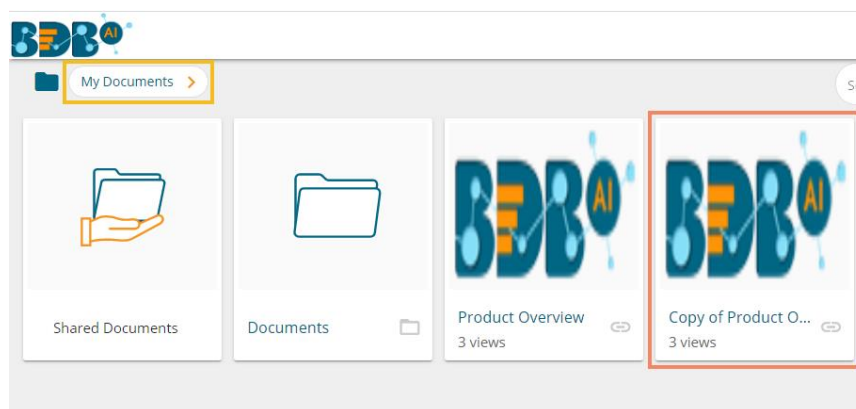 BDB AI
My Documents >
Shared Documents
Documents
BDB AI
Product Overview
3 views
BDB AI
Copy of Product O...
3 views